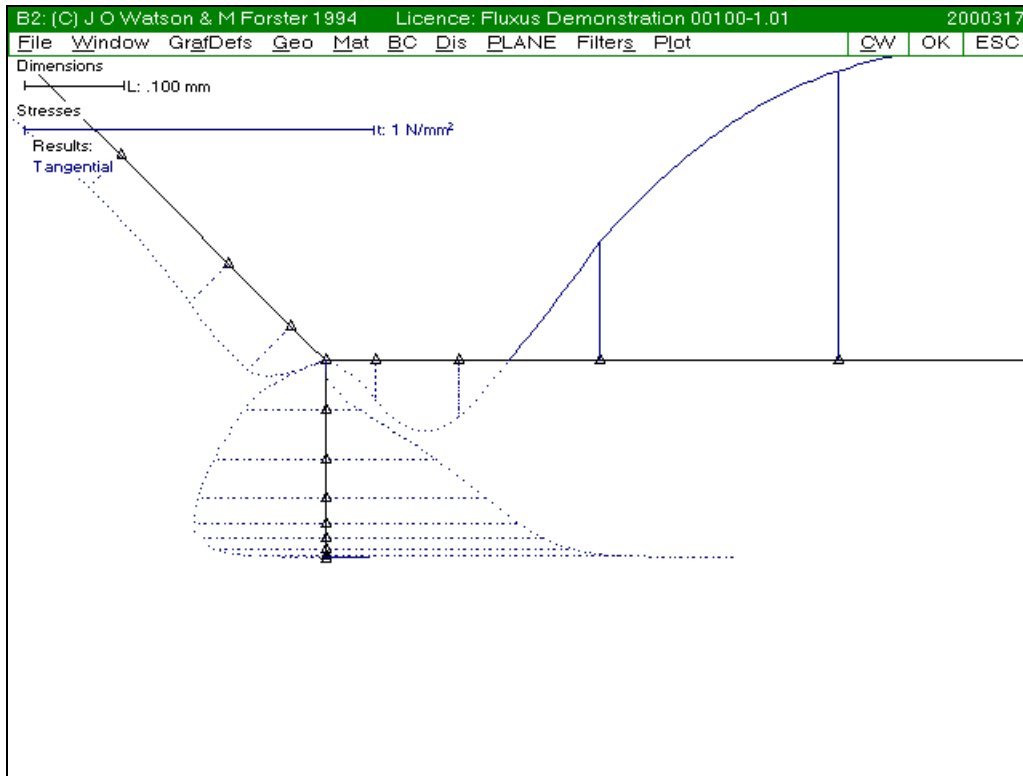 B2: (C) J O Watson & M Forster 1994 Licence: Fluxus Demonstration 00100-1.01 2000317
File Window GrafDefs Geo Mat BC Dis PLANE Filters Plot CW OK ESC
Dimensions
L: .100 mm
Stresses
t: 1 N/mm²
Results:
Tangential